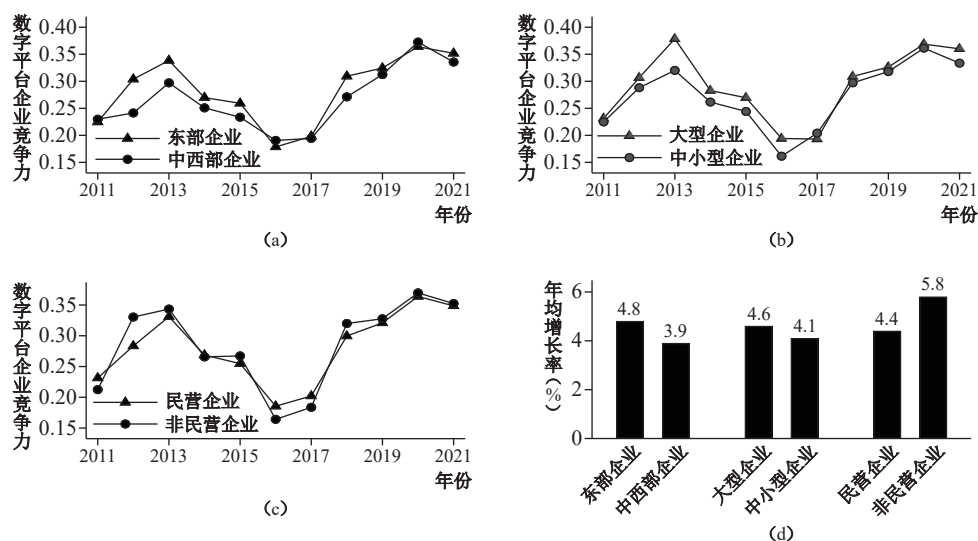 数字平台企业竞争力
0.40
0.35
0.30
0.25
0.20
0.15
东部企业
中西部企业
2011 2013 2015 2017 2019 2021
年份
(a)
数字平台企业竞争力
0.40
0.35
0.30
0.25
0.20
0.15
大型企业
中小型企业
2011 2013 2015 2017 2019 2021
年份
(b)
数字平台企业竞争力
0.35
0.30
0.25
0.20
0.15
民营企业
非民营企业
2011 2013 2015 2017 2019 2021
年份
(c)
年均增长率(%)
6
4
2
0
4.8 3.9 4.6 4.1 4.4 5.8
东部企业 中西部企业 大型企业 中小型企业 民营企业 非民营企业
(d)